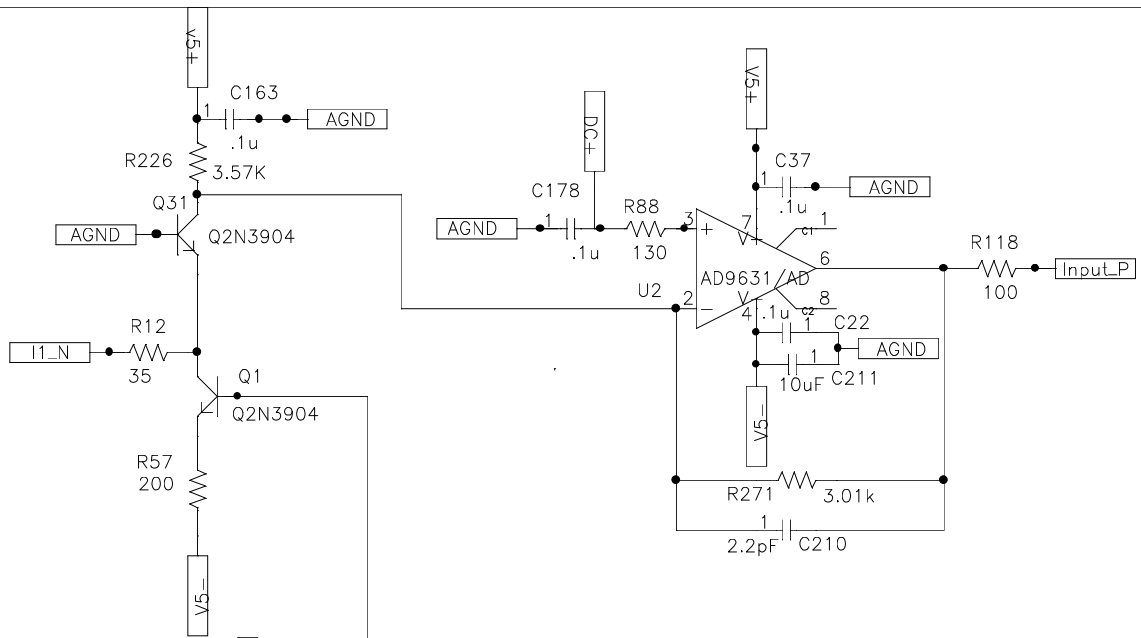 V5+
C163
1
AGND
.1u
R226
3.57K
Q31
AGND
Q2N3904
R12
I1_N
35
Q1
Q2N3904
R57
200
V5-
DC+
C178
AGND
1
.1u
R88
130
V5+
C37
1
AGND
.1u
3
+
7
V+
C1
1
AD9631/AD
6
U2
2
-
V-
4
C2
8
R118
100
Input_P
.1u
1
C22
AGND
1
10uF
C211
V5-
R271
3.01k
1
2.2pF
C210